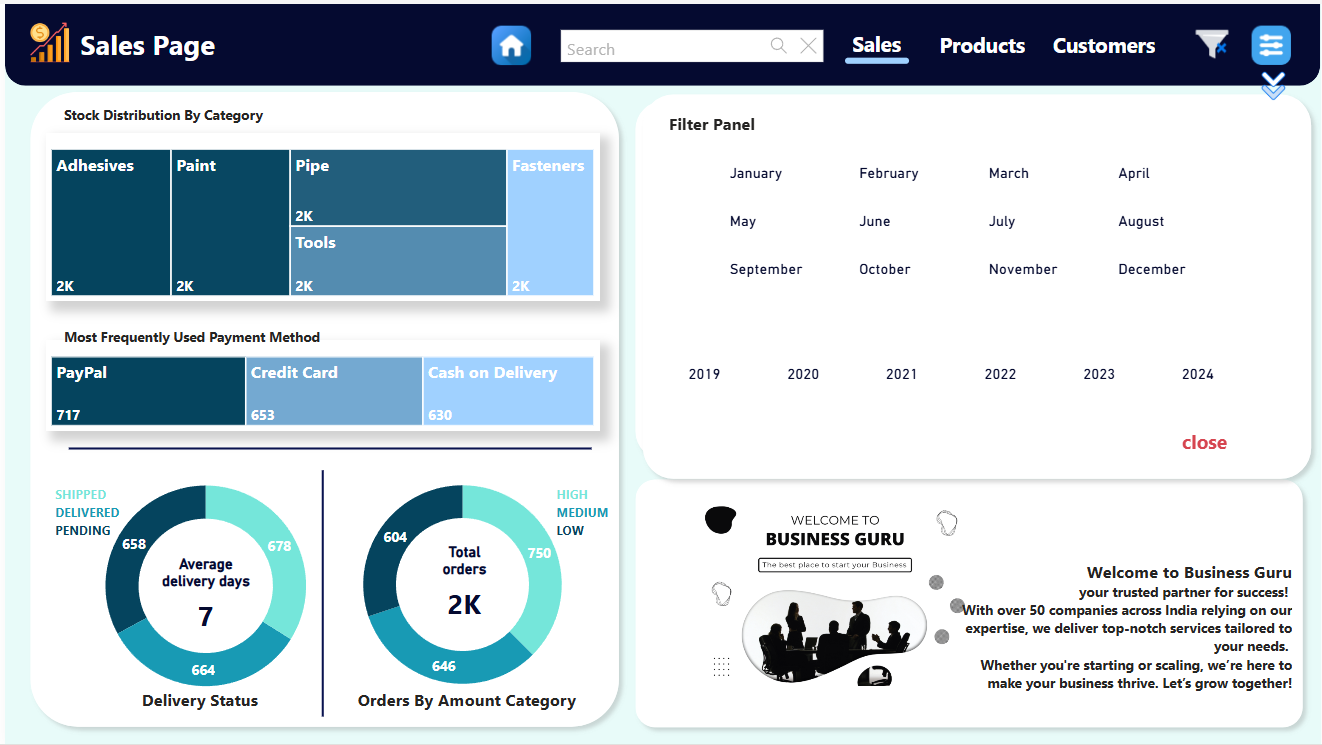 Sales Page
Search
Sales
Products
Customers
Stock Distribution By Category
Adhesives
2K
Paint
2K
Pipe
2K
Tools
2K
Fasteners
2K
Most Frequently Used Payment Method
PayPal
717
Credit Card
653
Cash on Delivery
630
SHIPPED
DELIVERED
PENDING
658
678
664
Average
delivery days
7
Delivery Status
HIGH
MEDIUM
LOW
604
750
646
Total
orders
2K
Orders By Amount Category
Filter Panel
January February March April
May June July August
September October November December
2019 2020 2021 2022 2023 2024
close
WELCOME TO
BUSINESS GURU
The best place to start your Business
Welcome to Business Guru
your trusted partner for success!
With over 50 companies across India relying on our
expertise, we deliver top-notch services tailored to
your needs.
Whether you're starting or scaling, we're here to
make your business thrive. Let's grow together!